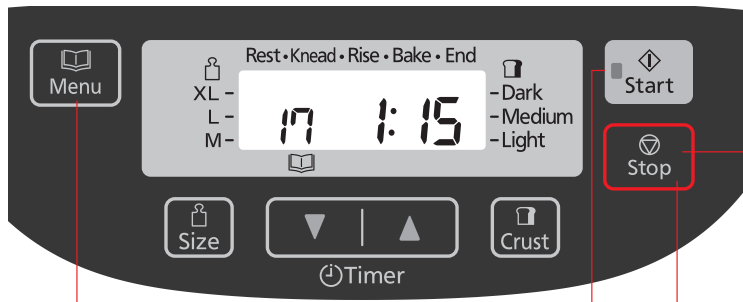 Menu
Rest • Knead • Rise • Bake • End
XL –
L –
M –
17 1:15
– Dark
– Medium
– Light
Start
Stop
Size
Timer
Crust